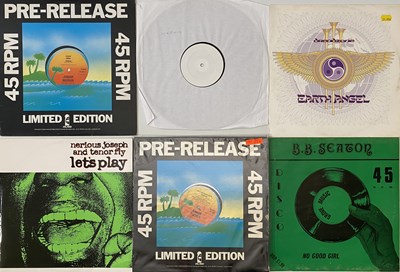 PRE-RELEASE
45 RPM
45 RPM
LIMITED EDITION
EARTH ANGEL
nerious joseph
and tenor fly
let's play
PRE-RELEASE
45 RPM
45 RPM
LIMITED EDITION
B.B. SEATON
DISCO
45
R.P.M.
MAGIC
NO GOOD GIRL